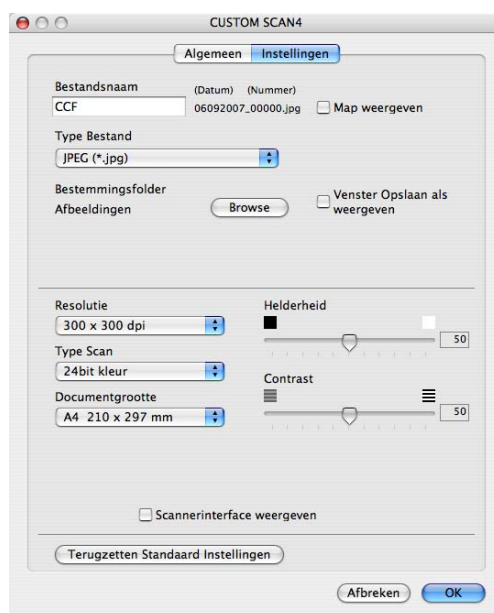 CUSTOM SCAN4
Algemeen Instellingen
Bestandsnaam (Datum) (Nummer)
CCF 06092007_00000.jpg Map weergeven
Type Bestand
JPEG (*.jpg)
Bestemmingsfolder
Afbeeldingen Browse Venster Opslaan als
weergeven
Resolutie Helderheid
300 x 300 dpi
50
Type Scan
24bit kleur
Contrast
Documentgrootte
A4 210 x 297 mm
50
Scannerinterface weergeven
Terugzetten Standaard Instellingen
Afbreken OK